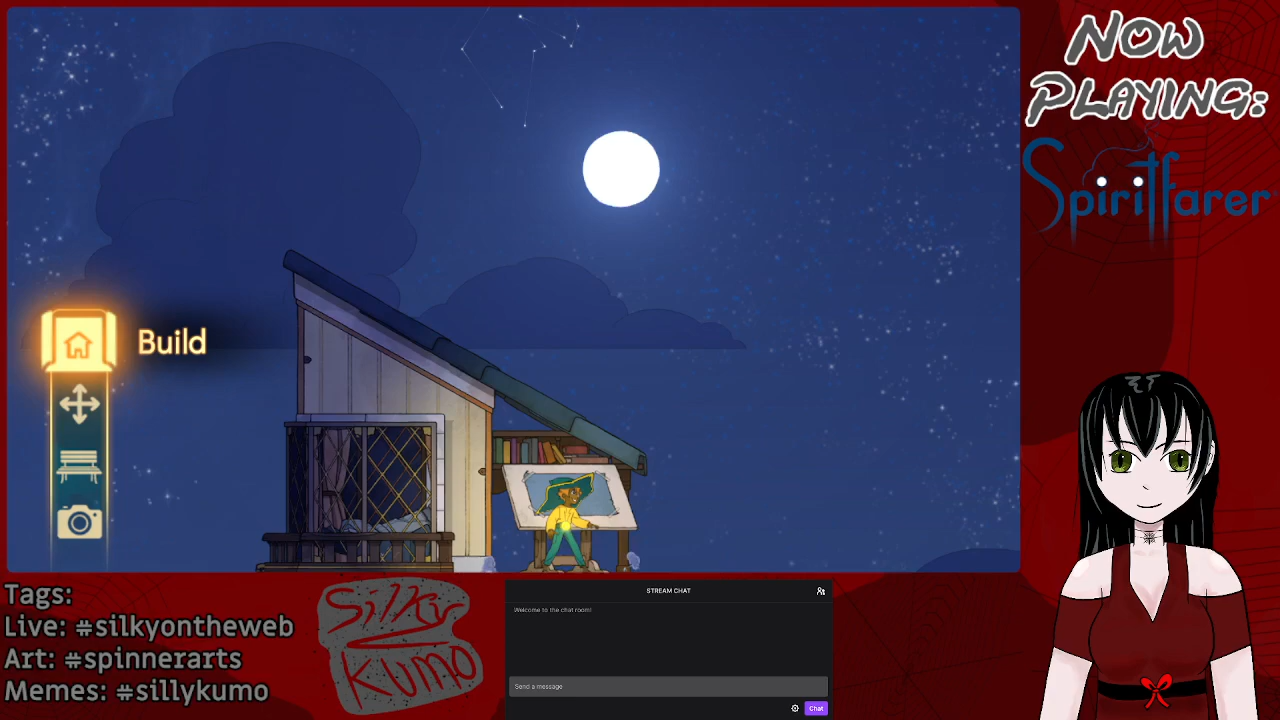 Now
Playing:
Spiritfarer
Build
Tags:
Live: #silkyontheweb
Art: #spinnerarts
Memes: #sillykumo
Silky
Kumo
STREAM CHAT
Welcome to the chat room!
Send a message
Chat